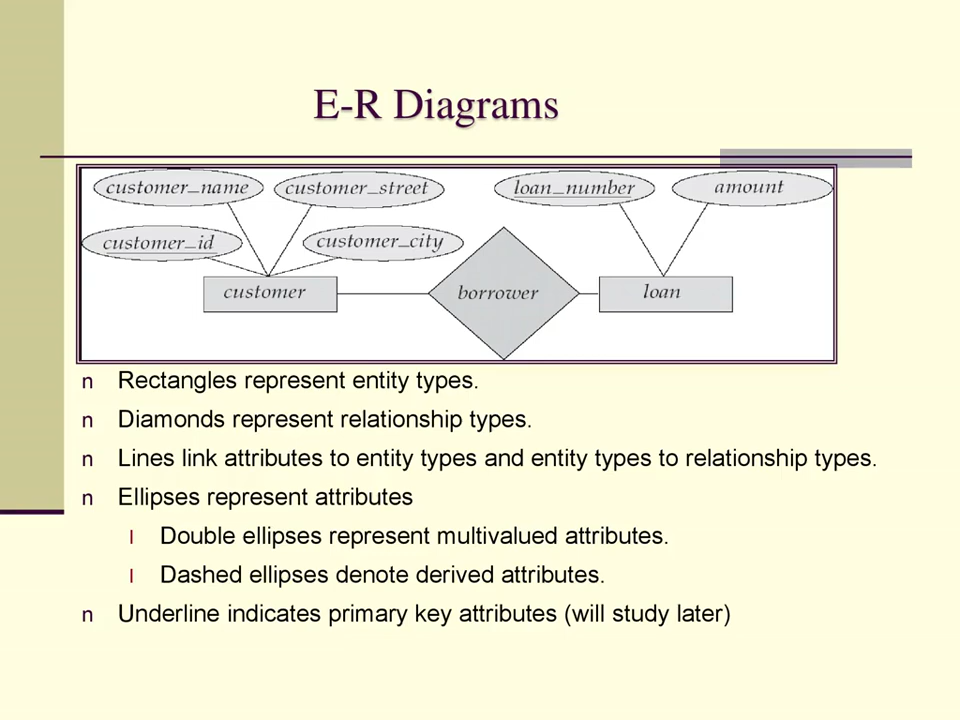 E-R Diagrams
customer_name customer_street loan_number amount
customer_id customer_city
customer borrower loan
n Rectangles represent entity types.
n Diamonds represent relationship types.
n Lines link attributes to entity types and entity types to relationship types.
n Ellipses represent attributes
l Double ellipses represent multivalued attributes.
l Dashed ellipses denote derived attributes.
n Underline indicates primary key attributes (will study later)